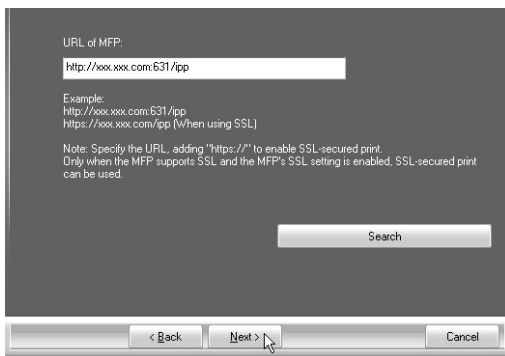 URL of MFP:
http://xxx.xxx.com:631/ipp
Example:
http://xxx.xxx.com:631/ipp
https://xxx.xxx.com/ipp (When using SSL)
Note: Specify the URL, adding "https://" to enable SSL-secured print.
Only when the MFP supports SSL and the MFP's SSL setting is enabled, SSL-secured print
can be used.
Search
< Back Next > Cancel